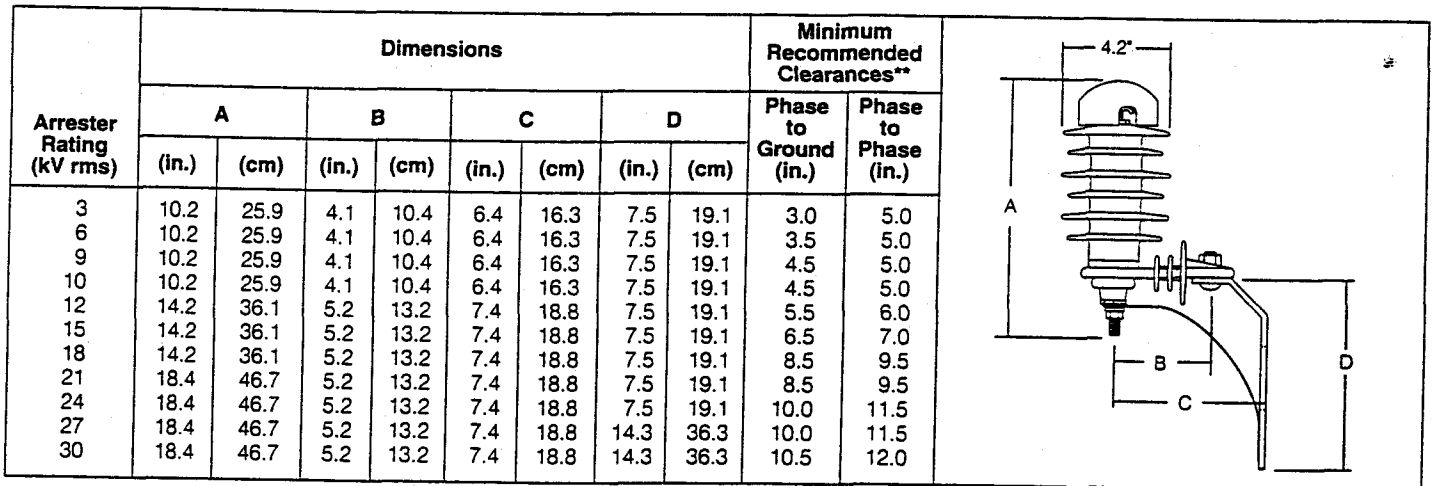 Arrester Rating (kV rms) | Dimensions | Minimum Recommended Clearances**
A | B | C | D | Phase to Ground (in.) | Phase to Phase (in.)
(in.) | (cm) | (in.) | (cm) | (in.) | (cm) | (in.) | (cm)
3 | 10.2 | 25.9 | 4.1 | 10.4 | 6.4 | 16.3 | 7.5 | 19.1 | 3.0 | 5.0
6 | 10.2 | 25.9 | 4.1 | 10.4 | 6.4 | 16.3 | 7.5 | 19.1 | 3.5 | 5.0
9 | 10.2 | 25.9 | 4.1 | 10.4 | 6.4 | 16.3 | 7.5 | 19.1 | 4.5 | 5.0
10 | 10.2 | 25.9 | 4.1 | 10.4 | 6.4 | 16.3 | 7.5 | 19.1 | 4.5 | 5.0
12 | 14.2 | 36.1 | 5.2 | 13.2 | 7.4 | 18.8 | 7.5 | 19.1 | 5.5 | 6.0
15 | 14.2 | 36.1 | 5.2 | 13.2 | 7.4 | 18.8 | 7.5 | 19.1 | 6.5 | 7.0
18 | 14.2 | 36.1 | 5.2 | 13.2 | 7.4 | 18.8 | 7.5 | 19.1 | 8.5 | 9.5
21 | 18.4 | 46.7 | 5.2 | 13.2 | 7.4 | 18.8 | 7.5 | 19.1 | 8.5 | 9.5
24 | 18.4 | 46.7 | 5.2 | 13.2 | 7.4 | 18.8 | 7.5 | 19.1 | 10.0 | 11.5
27 | 18.4 | 46.7 | 5.2 | 13.2 | 7.4 | 18.8 | 14.3 | 36.3 | 10.0 | 11.5
30 | 18.4 | 46.7 | 5.2 | 13.2 | 7.4 | 18.8 | 14.3 | 36.3 | 10.5 | 12.0
4.2"
A
B
D
C